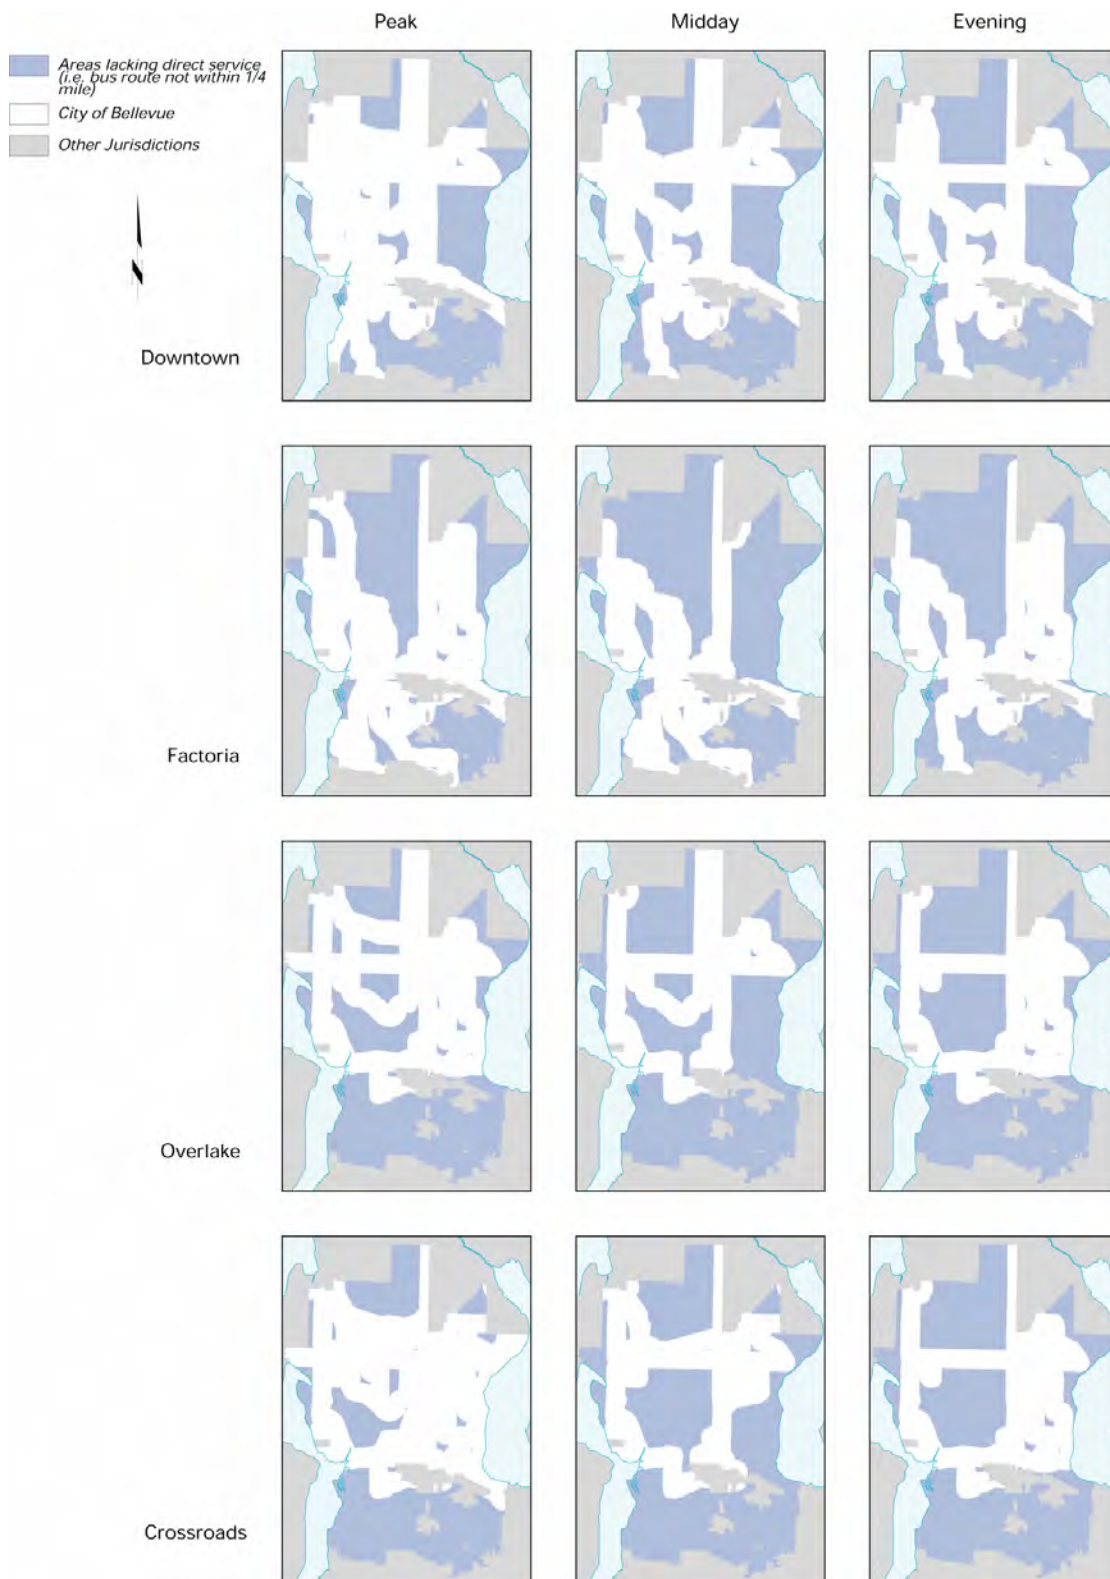 Peak Midday Evening
Areas lacking direct service
(i.e. bus route not within 1/4
mile)
City of Bellevue
Other Jurisdictions
N
Downtown
Factoria
Overlake
Crossroads